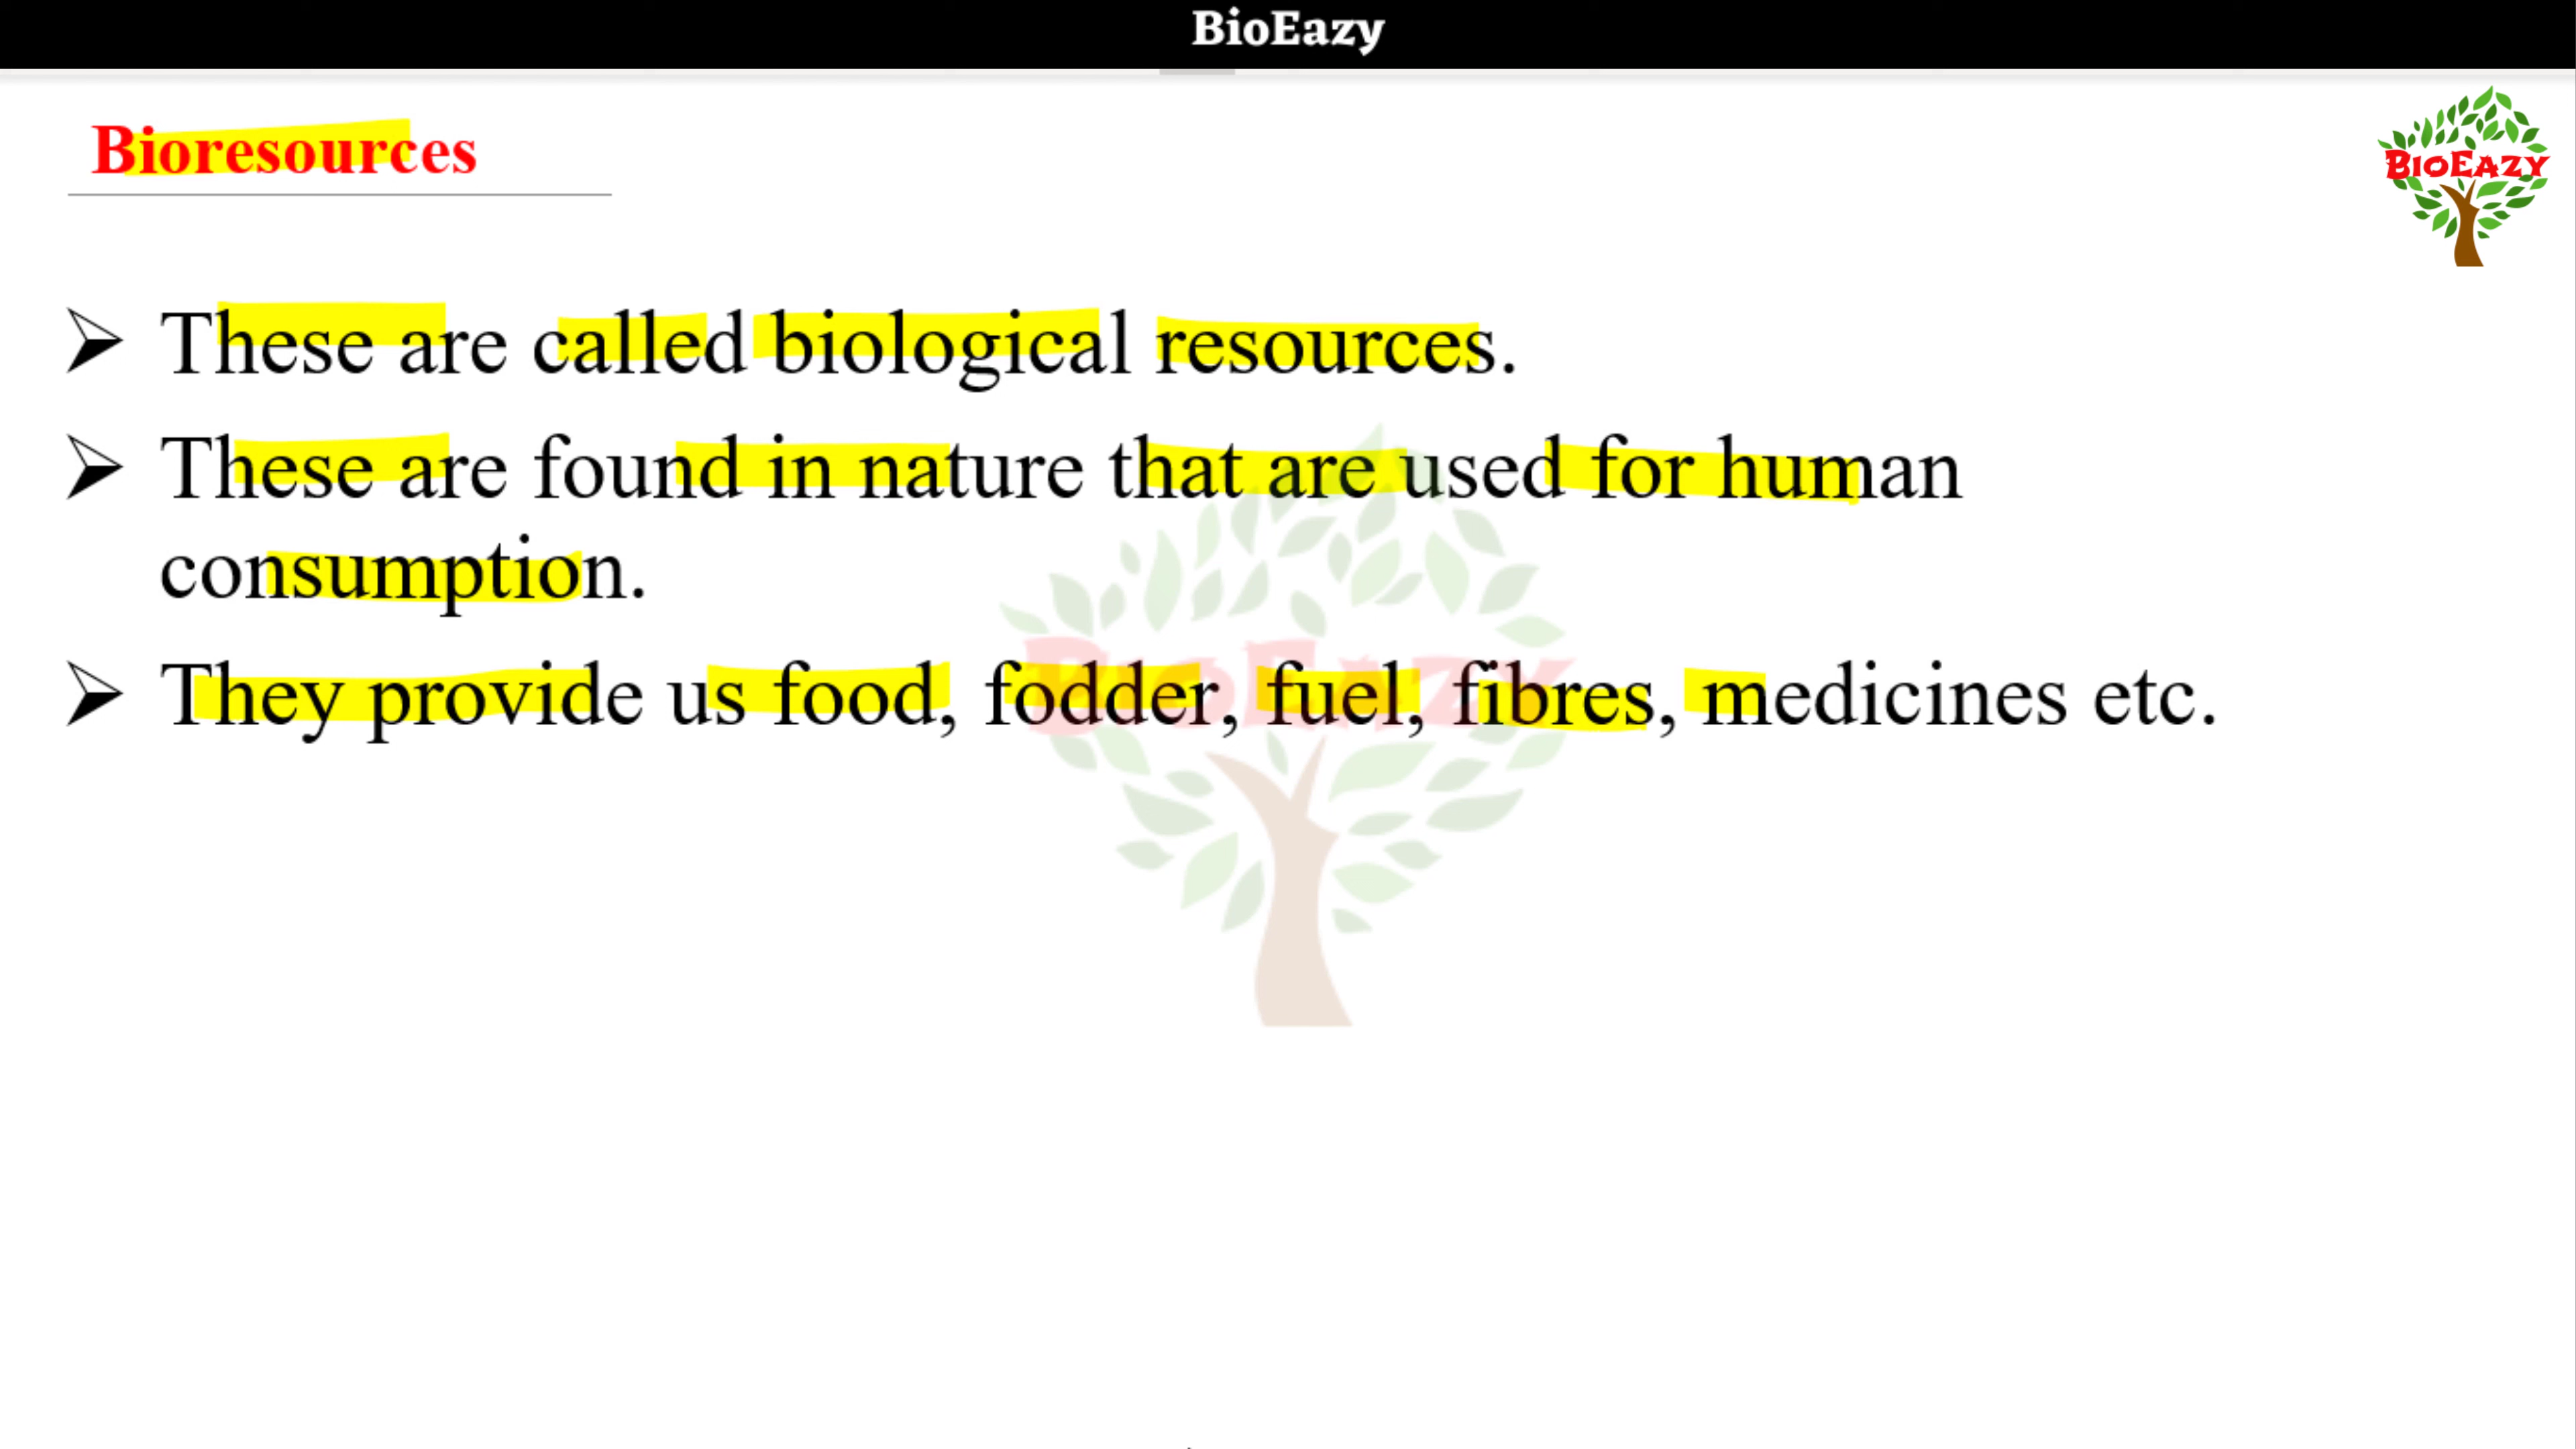 BioEazy
Bioresources
BIOEAZY
➢ These are called biological resources.
➢ These are found in nature that are used for human
consumption.
➢ They provide us food, fodder, fuel, fibres, medicines etc.
BIOEAZY